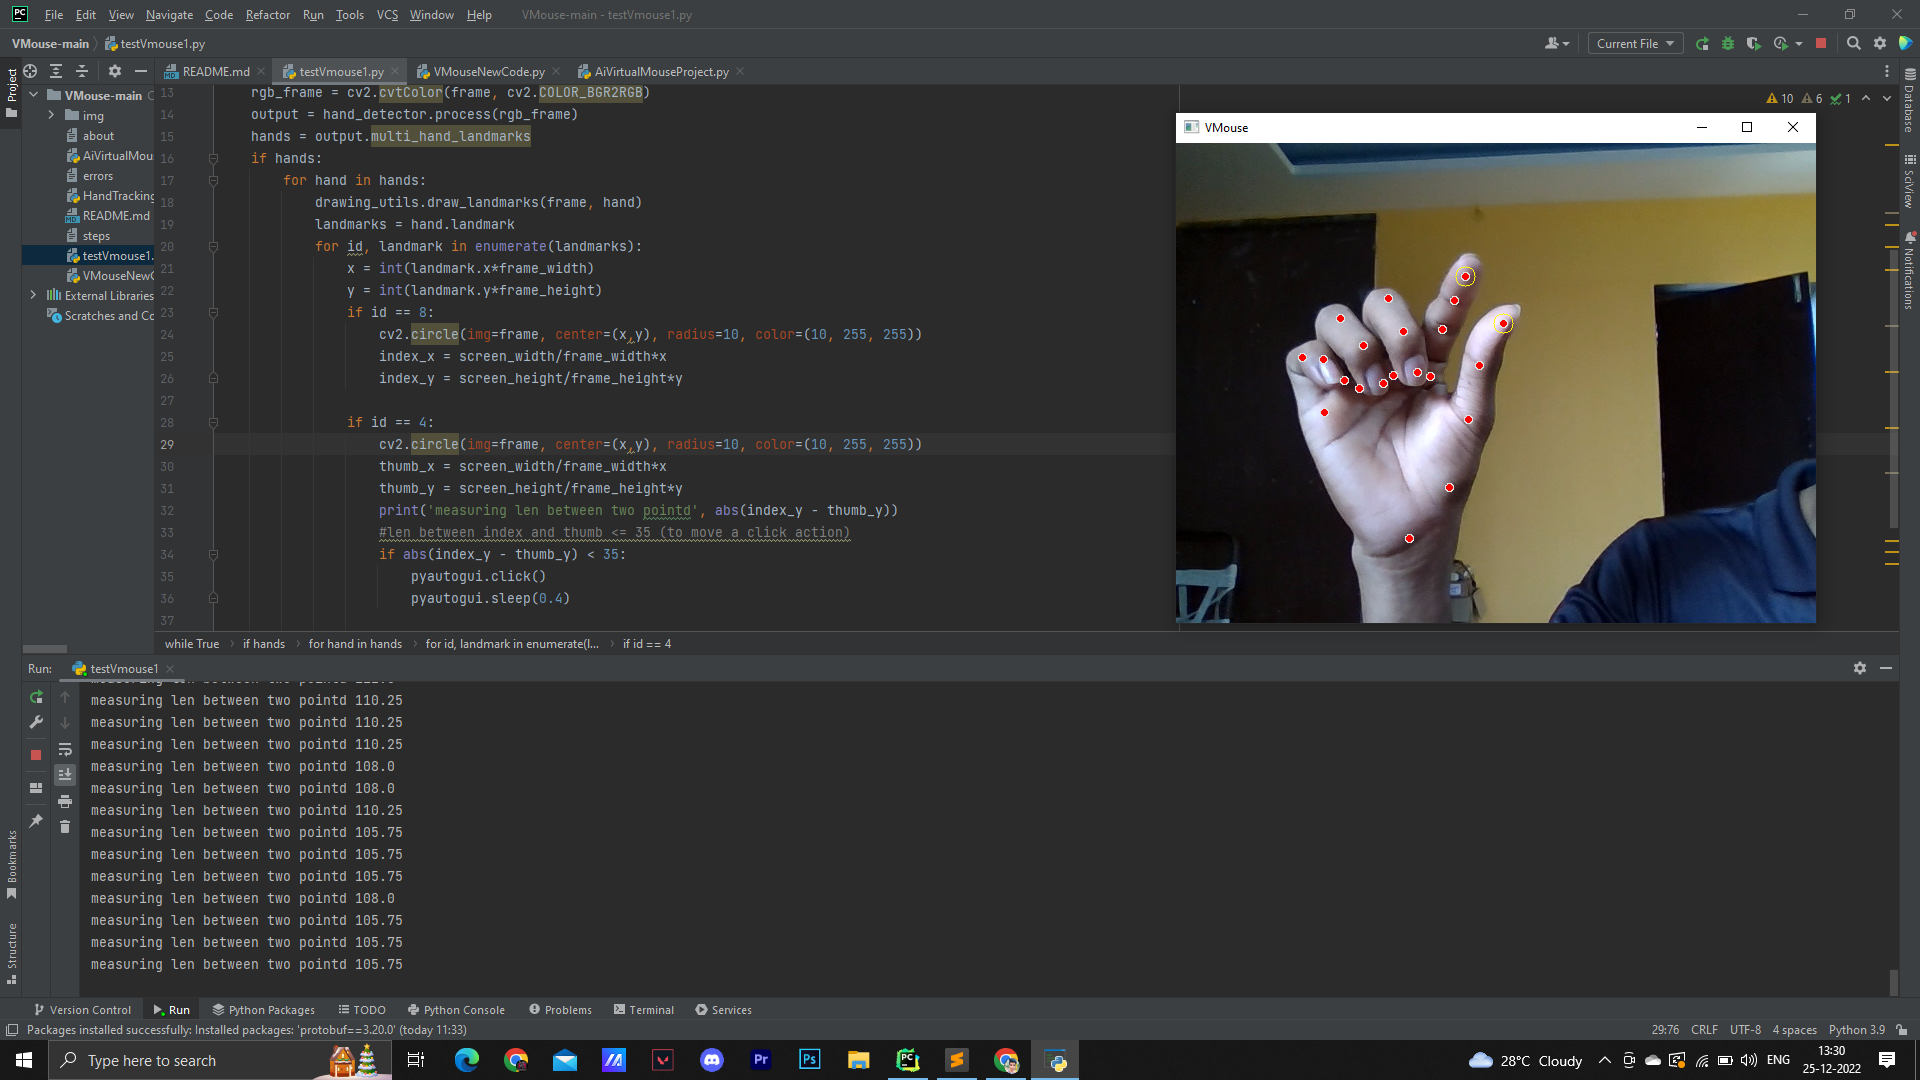 File Edit View Navigate Code Refactor Run Tools VCS Window Help VMouse-main - testVmouse1.py
VMouse-main testVmouse1.py Current File
Project
README.md testVmouse1.py VMouseNewCode.py AiVirtualMouseProject.py
VMouse-main
img
about
AiVirtualMou
errors
HandTracking
README.md
steps
testVmouse1.
VMouseNewC
External Libraries
Scratches and Co
10 6 1
13 rgb_frame = cv2.cvtColor(frame, cv2.COLOR_BGR2RGB)
14 output = hand_detector.process(rgb_frame)
15 hands = output.multi_hand_landmarks
16 if hands:
17 for hand in hands:
18 drawing_utils.draw_landmarks(frame, hand)
19 landmarks = hand.landmark
20 for id, landmark in enumerate(landmarks):
21 x = int(landmark.x*frame_width)
22 y = int(landmark.y*frame_height)
23 if id == 8:
24 cv2.circle(img=frame, center=(x,y), radius=10, color=(10, 255, 255))
25 index_x = screen_width/frame_width*x
26 index_y = screen_height/frame_height*y
27
28 if id == 4:
29 cv2.circle(img=frame, center=(x,y), radius=10, color=(10, 255, 255))
30 thumb_x = screen_width/frame_width*x
31 thumb_y = screen_height/frame_height*y
32 print('measuring len between two pointd', abs(index_y - thumb_y))
33 #len between index and thumb <= 35 (to move a click action)
34 if abs(index_y - thumb_y) < 35:
35 pyautogui.click()
36 pyautogui.sleep(0.4)
37
VMouse
Database
SciView
Notifications
while True if hands for hand in hands for id, landmark in enumerate(l... if id == 4
Run: testVmouse1
measuring len between two pointd 110.25
measuring len between two pointd 110.25
measuring len between two pointd 110.25
measuring len between two pointd 108.0
measuring len between two pointd 108.0
measuring len between two pointd 110.25
measuring len between two pointd 105.75
measuring len between two pointd 105.75
measuring len between two pointd 105.75
measuring len between two pointd 108.0
measuring len between two pointd 105.75
measuring len between two pointd 105.75
measuring len between two pointd 105.75
Bookmarks
Structure
Version Control Run Python Packages TODO Python Console Problems Terminal Services
Packages installed successfully: Installed packages: 'protobuf==3.20.0' (today 11:33) 29:76 CRLF UTF-8 4 spaces Python 3.9
Type here to search Pr Ps 28°C Cloudy ENG 13:30
25-12-2022